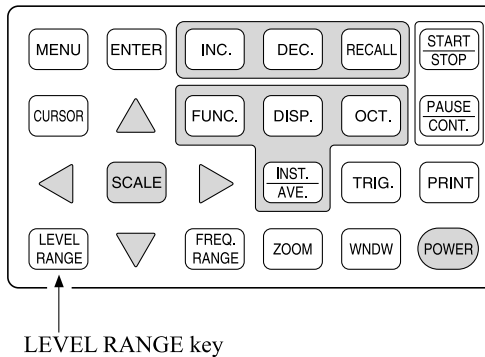 MENU ENTER INC. DEC. RECALL START
STOP
CURSOR FUNC. DISP. OCT. PAUSE
CONT.
SCALE INST.
AVE. TRIG. PRINT
LEVEL
RANGE FREQ.
RANGE ZOOM WNDW POWER
LEVEL RANGE key